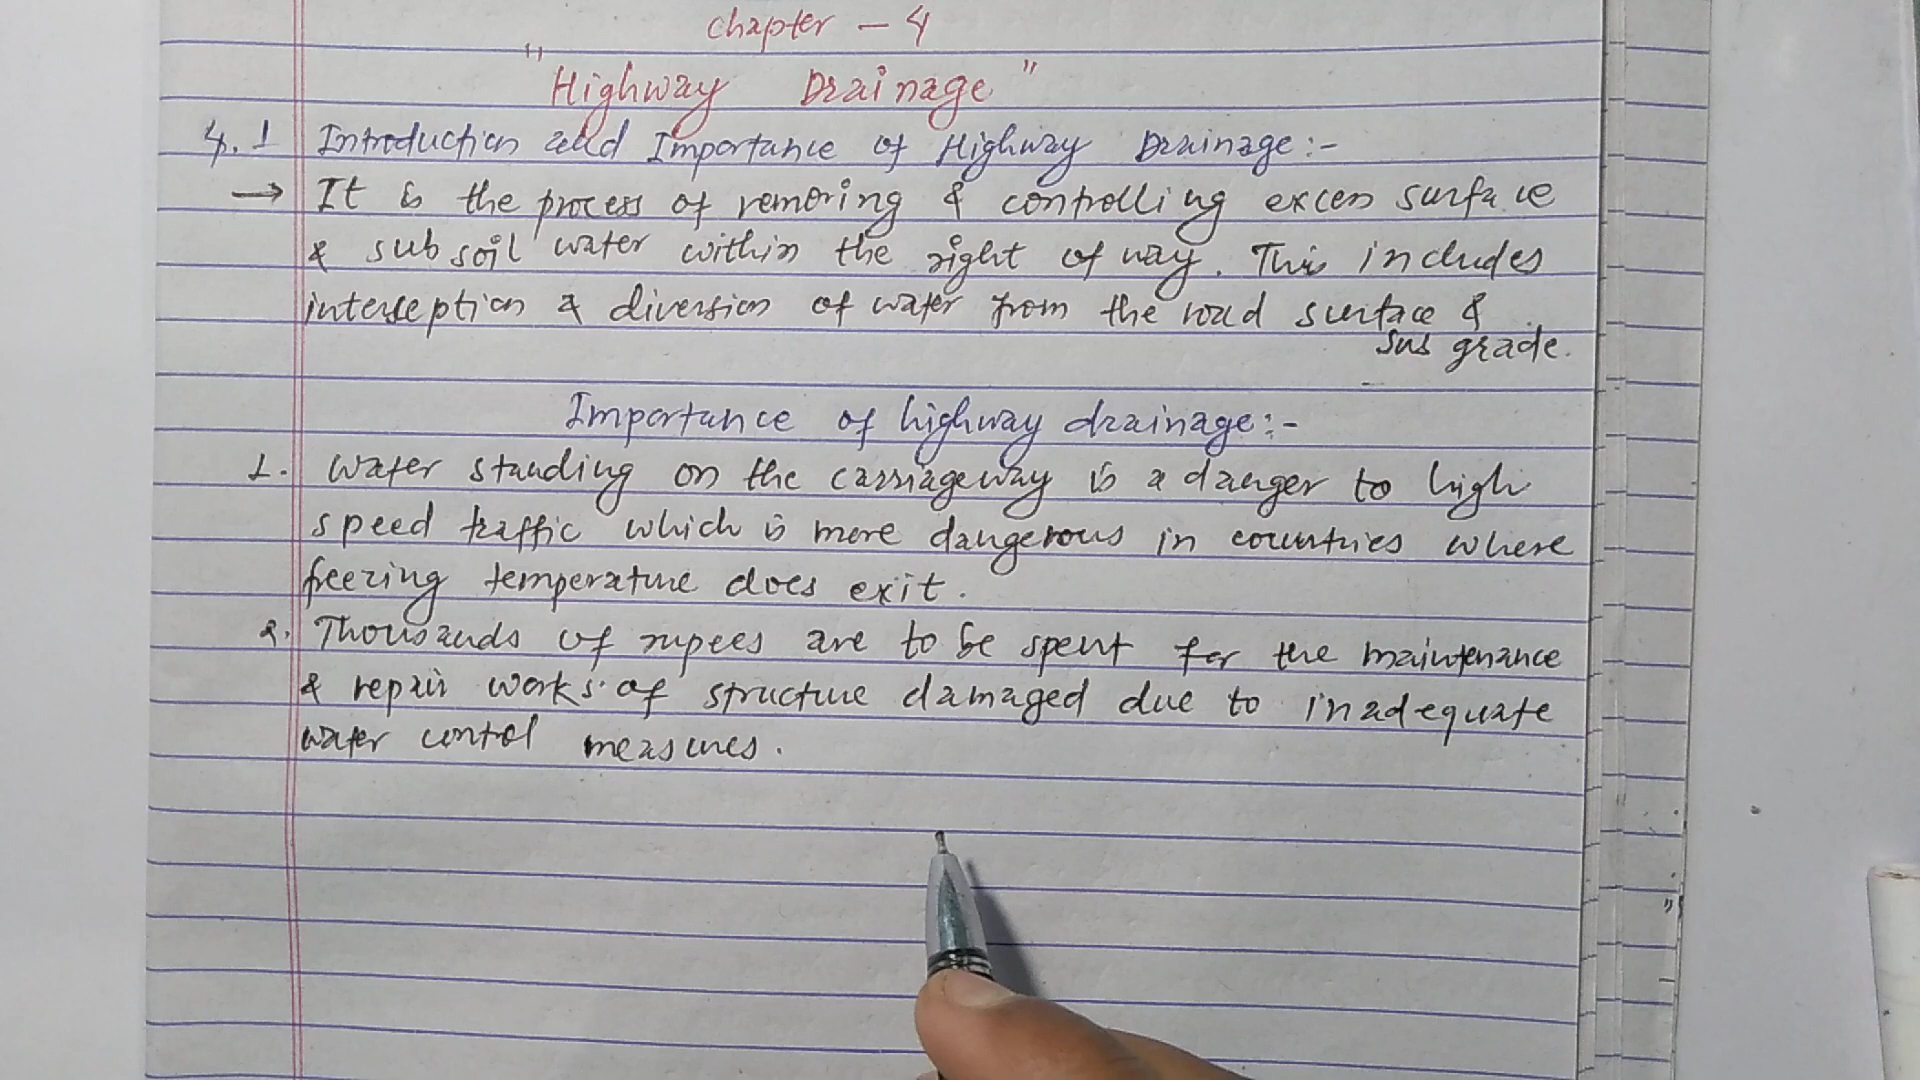 Chapter - 4
"Highway Drainage"
4.1 Introduction and Importance of Highway Drainage:-
→ It is the process of removing & controlling excess surface
& sub soil water within the right of way. This includes
interseption & diversion of water from the road surface &
sus grade.
Importance of highway drainage:-
1. Water standing on the carriageway is a danger to high
speed traffic which is more dangerous in countries where
freezing temperature does exit.
2. Thousands of rupees are to be spent for the maintenance
& repair works of structure damaged due to inadequate
water control measures.